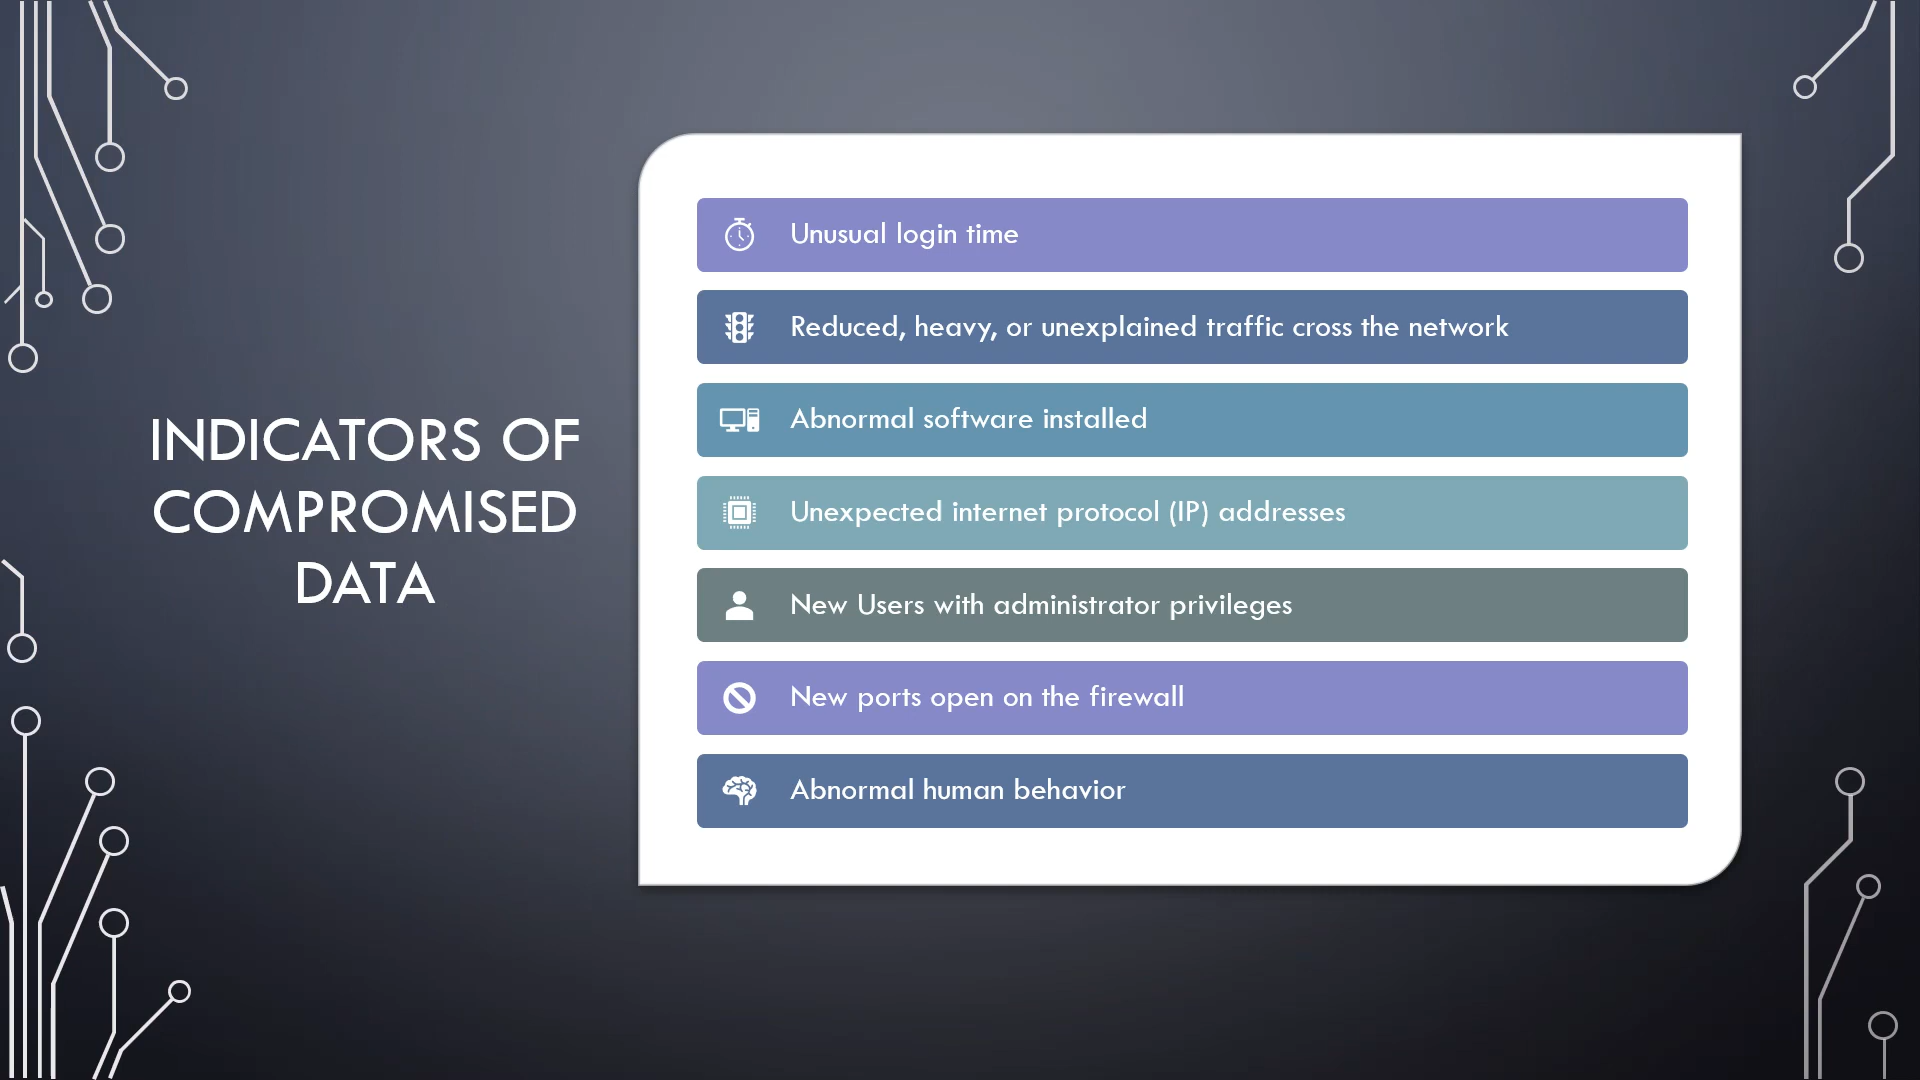 INDICATORS OF
COMPROMISED
DATA
Unusual login time
Reduced, heavy, or unexplained traffic cross the network
Abnormal software installed
Unexpected internet protocol (IP) addresses
New Users with administrator privileges
New ports open on the firewall
Abnormal human behavior